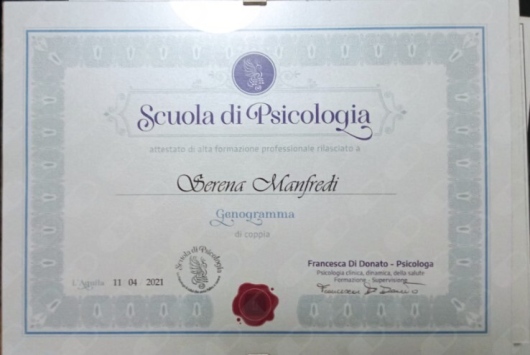 Scuola di Psicologia
attestato di alta formazione professionale rilasciato a
Serena Manfredi
Genogramma
di coppia
Scuola di Psicologia
L'Aquila 11 04 2021
Francesca Di Donato - Psicologa
Psicologia clinica, dinamica, della salute
Formazione - Supervisione